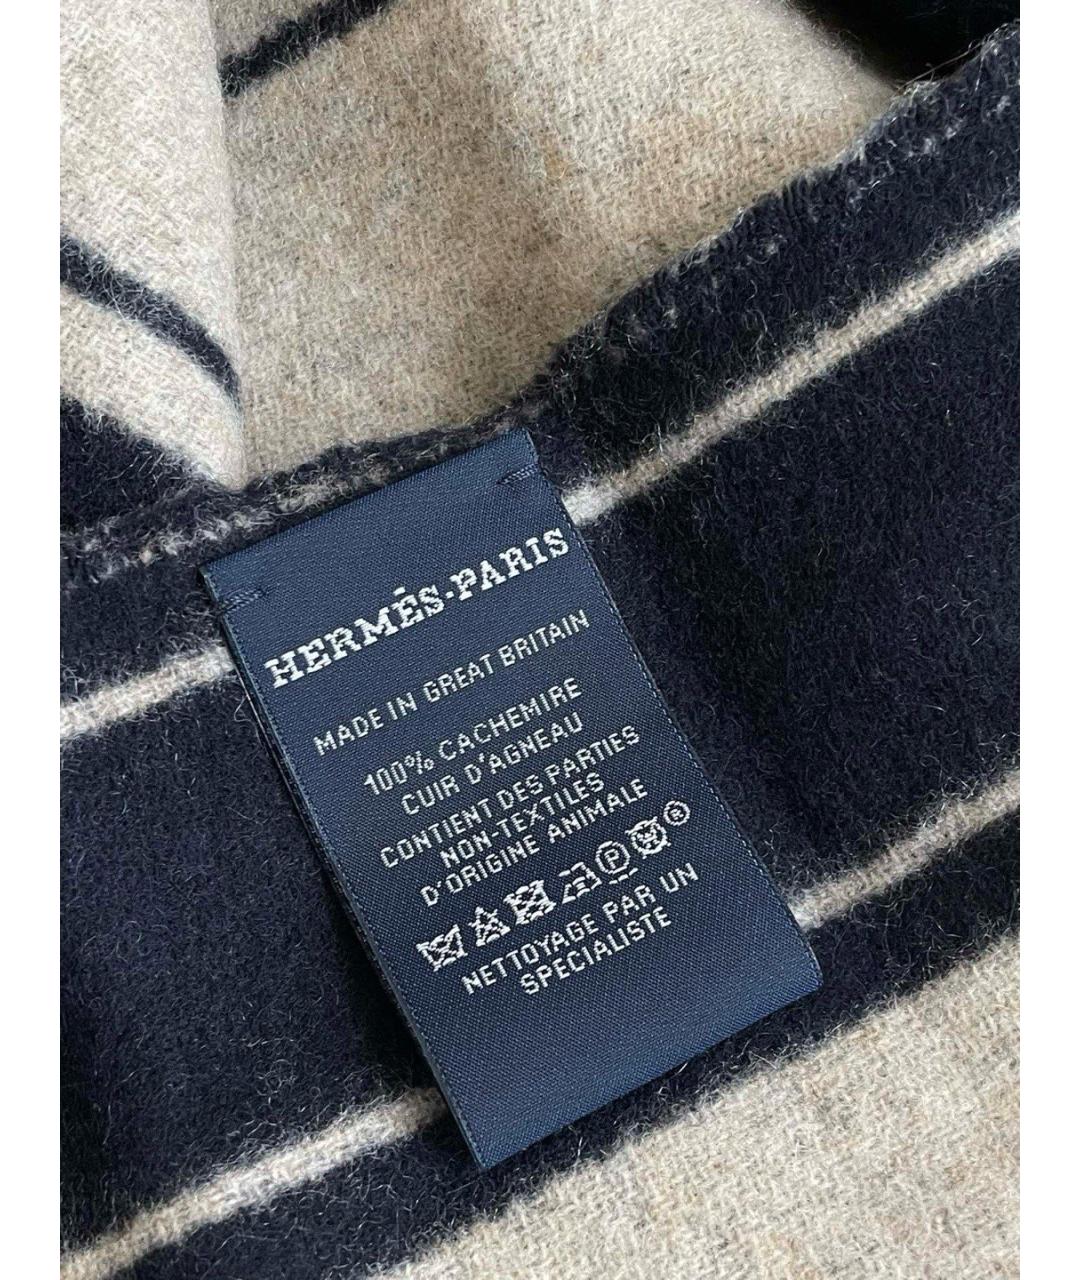 HERMÈS-PARIS
MADE IN GREAT BRITAIN
100% CACHEMIRE
CUIR D'AGNEAU
CONTIENT DES PARTIES
NON-TEXTILES
D'ORIGINE ANIMALE
P ®
NETTOYAGE PAR UN
SPECIALISTE